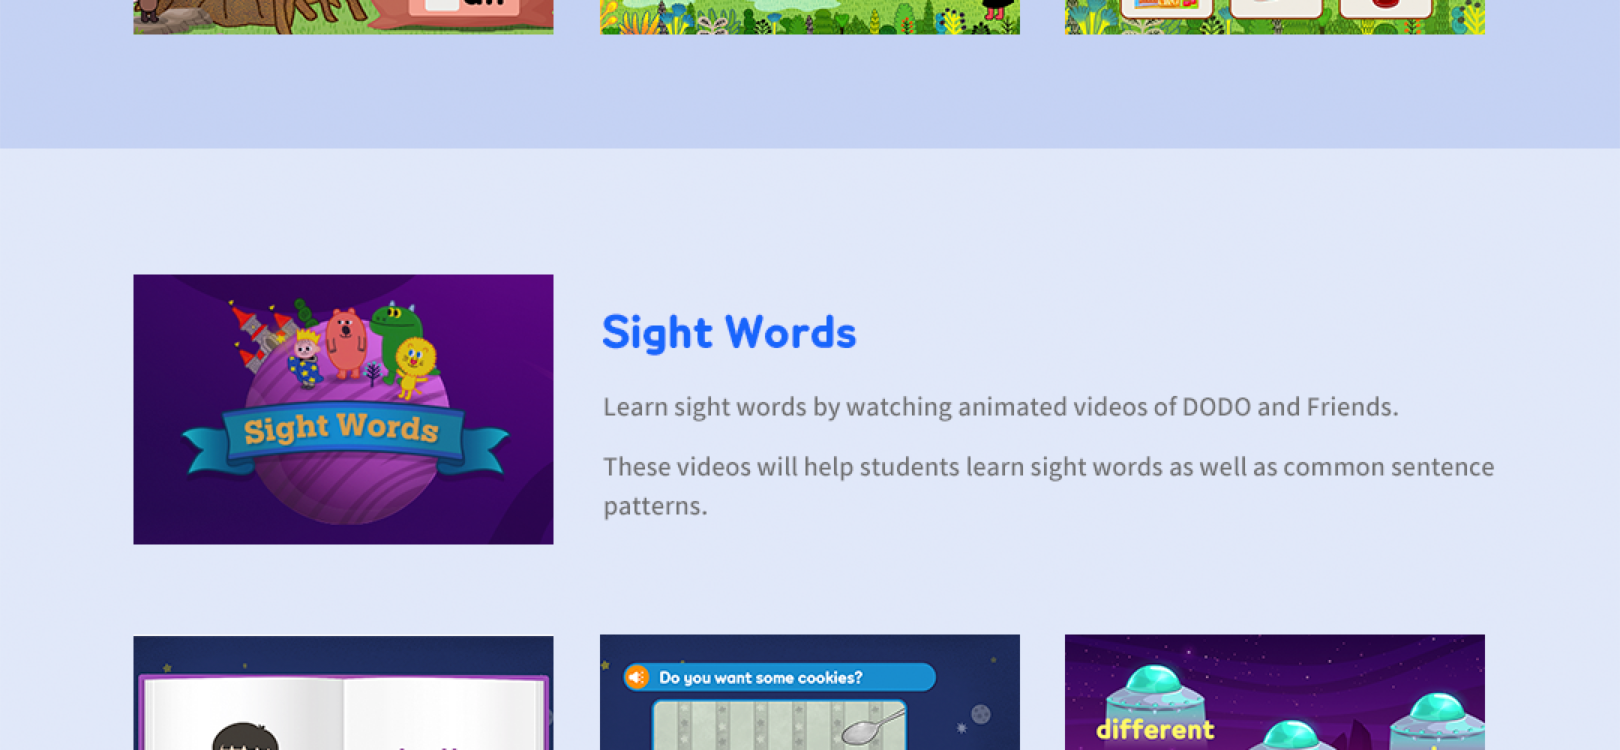 Sight Words
Sight Words
Learn sight words by watching animated videos of DODO and Friends.
These videos will help students learn sight words as well as common sentence
patterns.
Do you want some cookies?
different